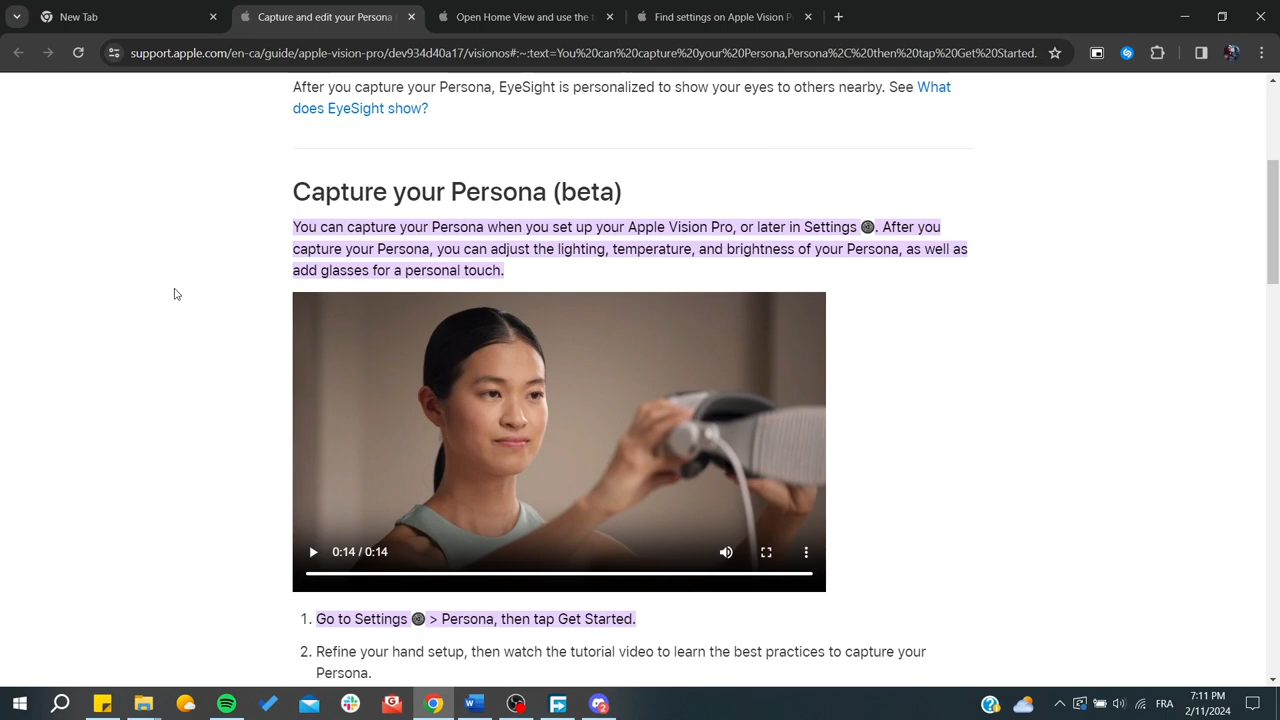 New Tab
Capture and edit your Persona (
Open Home View and use the t
Find settings on Apple Vision P
support.apple.com/en-ca/guide/apple-vision-pro/dev934d40a17/visionos#:~:text=You%20can%20capture%20your%20Persona,Persona%2C%20then%20tap%20Get%20Started.
After you capture your Persona, EyeSight is personalized to show your eyes to others nearby. See What
does EyeSight show?
Capture your Persona (beta)
You can capture your Persona when you set up your Apple Vision Pro, or later in Settings . After you
capture your Persona, you can adjust the lighting, temperature, and brightness of your Persona, as well as
add glasses for a personal touch.
0:14 / 0:14
1. Go to Settings > Persona, then tap Get Started.
2. Refine your hand setup, then watch the tutorial video to learn the best practices to capture your
Persona.
FRA
7:11 PM
2/11/2024